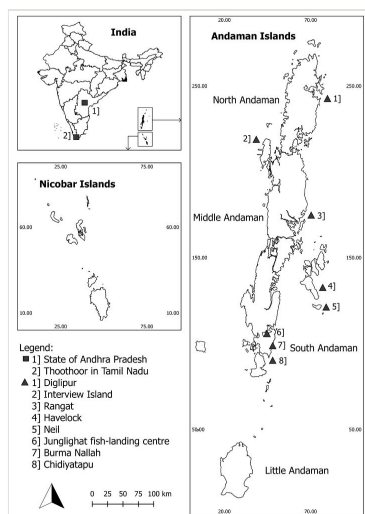 India
1]
2]
25.00 75.00
Nicobar Islands
60.00 60.00
10.00 10.00
25.00 75.00
Legend:
1] State of Andhra Pradesh
2] Thoothoor in Tamil Nadu
1] Diglipur
2] Interview Island
3] Rangat
4] Havelock
5] Neil
6] Junglighat fish-landing centre
7] Burma Nallah
8] Chidiyatapu
0 25 50 75 100 km
20.00 70.00
Andaman Islands
250.00 250.00
North Andaman
1]
2]
Middle Andaman
3]
150.00 150.00
4]
5]
6]
7] South Andaman
8]
50.00 50.00
Little Andaman
20.00 70.00